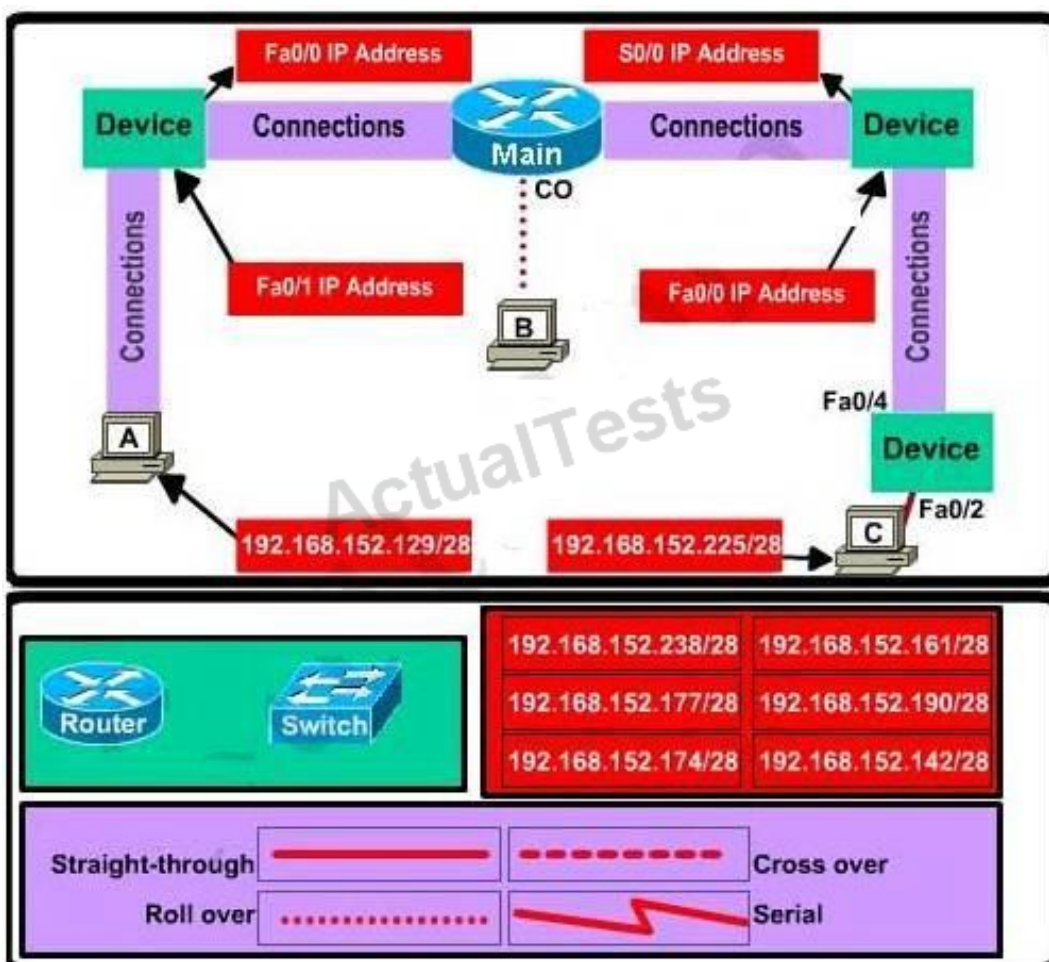 Fa0/0 IP Address
S0/0 IP Address
Device
Connections
Main
Connections
Device
CO
Connections
Fa0/1 IP Address
Fa0/0 IP Address
Connections
B
Fa0/4
A
Device
Fa0/2
C
192.168.152.129/28
192.168.152.225/28
ActualTests
192.168.152.238/28
192.168.152.161/28
Router
Switch
192.168.152.177/28
192.168.152.190/28
192.168.152.174/28
192.168.152.142/28
Straight-through
Cross over
Roll over
Serial